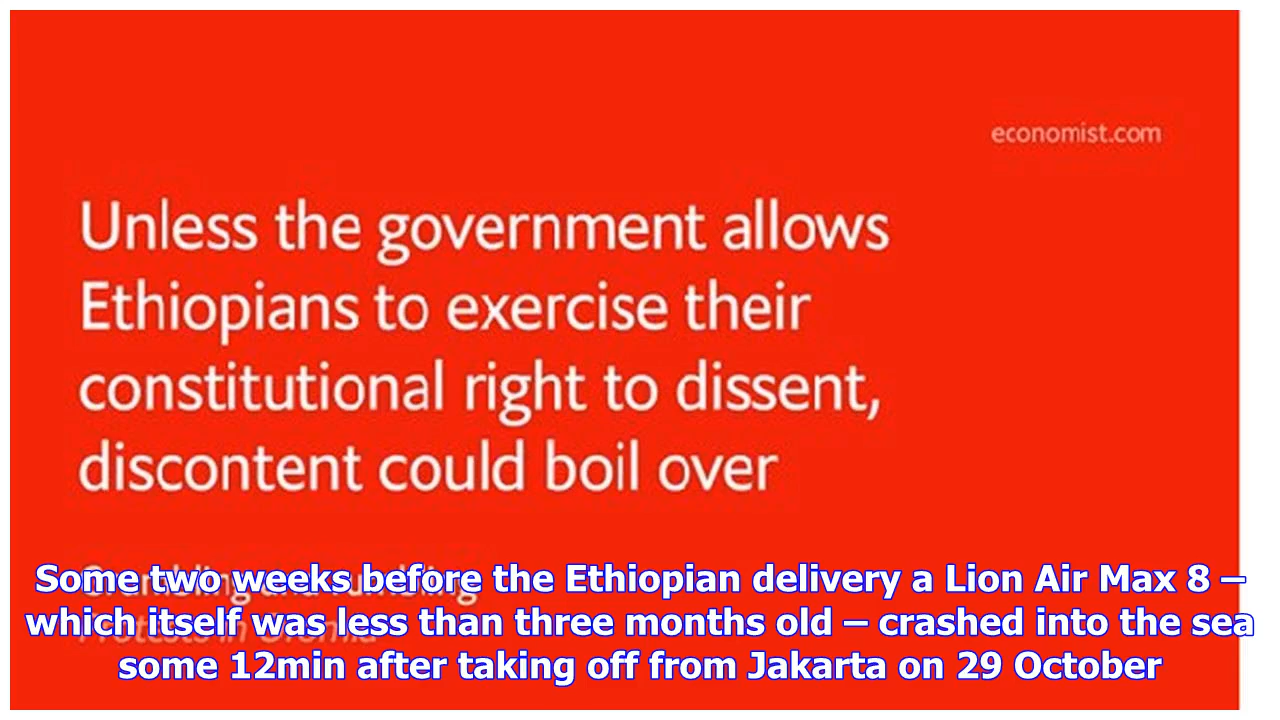 economist.com
Unless the government allows
Ethiopians to exercise their
constitutional right to dissent,
discontent could boil over
Some two weeks before the Ethiopian delivery a Lion Air Max 8 –
which itself was less than three months old – crashed into the sea
some 12min after taking off from Jakarta on 29 October